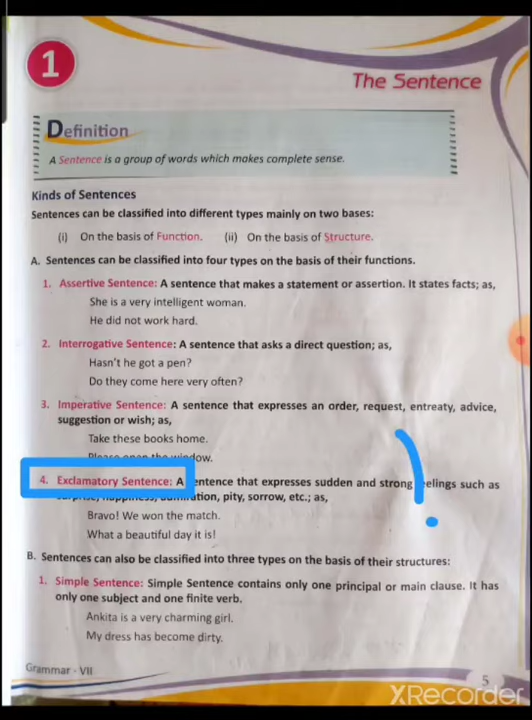 1
The Sentence
Definition
A Sentence is a group of words which makes complete sense.
Kinds of Sentences
Sentences can be classified into different types mainly on two bases:
(i) On the basis of Function. (ii) On the basis of Structure.
A. Sentences can be classified into four types on the basis of their functions.
1. Assertive Sentence: A sentence that makes a statement or assertion. It states facts; as,
She is a very intelligent woman.
He did not work hard.
2. Interrogative Sentence: A sentence that asks a direct question; as,
Hasn't he got a pen?
Do they come here very often?
3. Imperative Sentence: A sentence that expresses an order, request, entreaty, advice,
suggestion or wish; as,
Take these books home.
Please open the window.
4. Exclamatory Sentence: A sentence that expresses sudden and strong feelings such as
surprise, happiness, admiration, pity, sorrow, etc.; as,
Bravo! We won the match.
What a beautiful day it is!
B. Sentences can also be classified into three types on the basis of their structures:
1. Simple Sentence: Simple Sentence contains only one principal or main clause. It has
only one subject and one finite verb.
Ankita is a very charming girl.
My dress has become dirty.
Grammar - VII
5
XRecorder